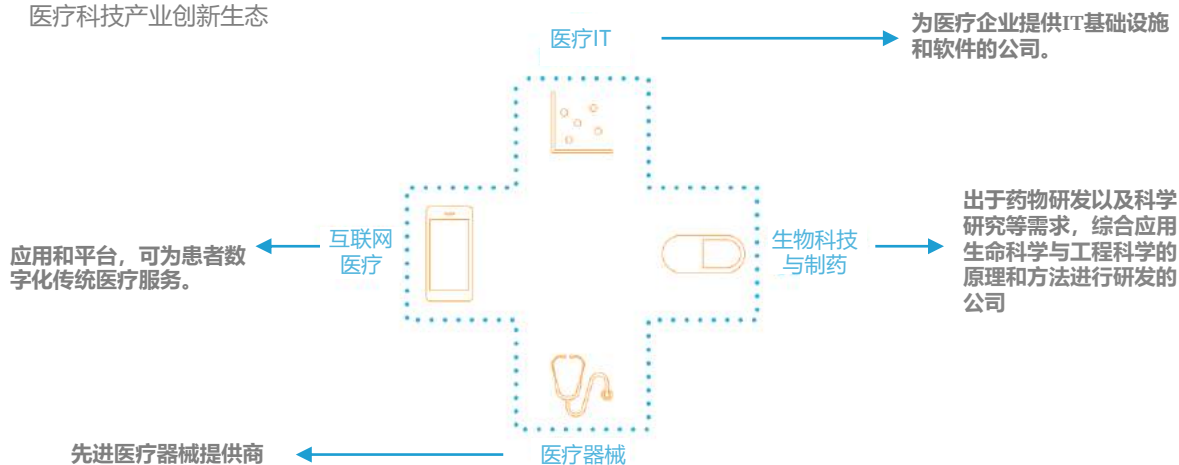 医疗科技产业创新生态
医疗IT
为医疗企业提供IT基础设施
和软件的公司。
互联网
医疗
应用和平台，可为患者数
字化传统医疗服务。
生物科技
与制药
出于药物研发以及科学
研究等需求，综合应用
生命科学与工程科学的
原理和方法进行研发的
公司
医疗器械
先进医疗器械提供商